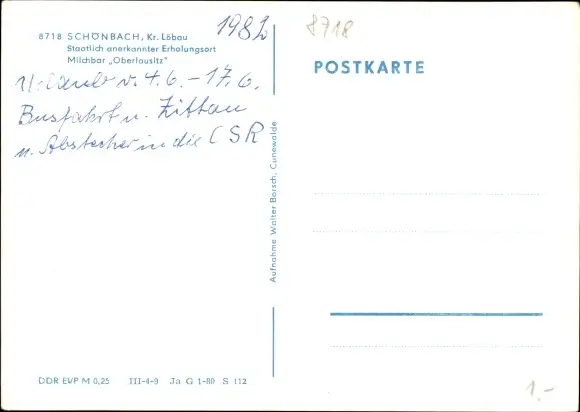 1982
8718
8718 SCHÖNBACH, Kr. Löbau
Staatlich anerkannter Erholungsort
Milchbar „Oberlausitz"
Urlaub v. 4.6. – 17.6.
Busfahrt n. Zittau
u. Abstecher in die ČSR
POSTKARTE
Aufnahme Walter Borsch, Cunewalde
DDR EVP M 0,25 III-4-9 Ja G 1-80 S 112
1.-